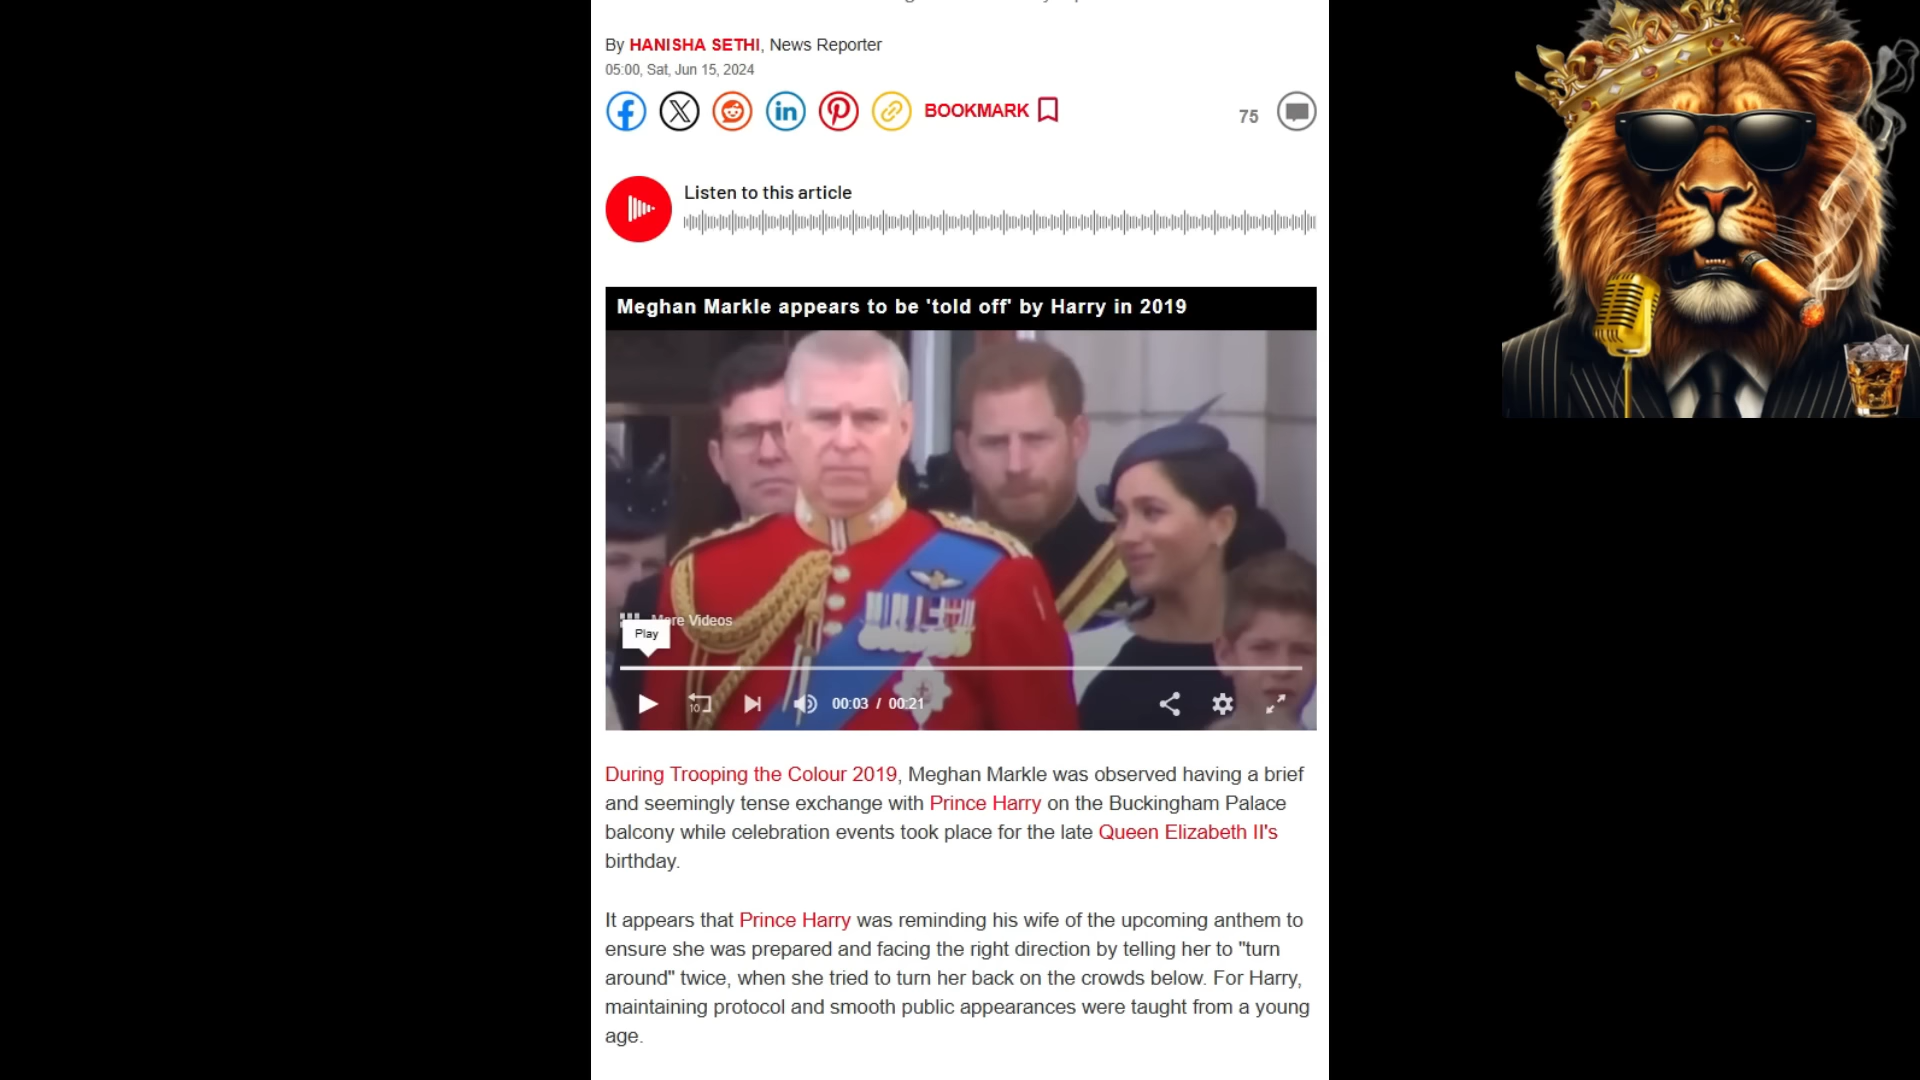 By HANISHA SETHI, News Reporter
05:00, Sat, Jun 15, 2024
BOOKMARK
75
Listen to this article
Meghan Markle appears to be 'told off' by Harry in 2019
More Videos
Play
10
00:03 / 00:21
During Trooping the Colour 2019, Meghan Markle was observed having a brief
and seemingly tense exchange with Prince Harry on the Buckingham Palace
balcony while celebration events took place for the late Queen Elizabeth II's
birthday.
It appears that Prince Harry was reminding his wife of the upcoming anthem to
ensure she was prepared and facing the right direction by telling her to "turn
around" twice, when she tried to turn her back on the crowds below. For Harry,
maintaining protocol and smooth public appearances were taught from a young
age.